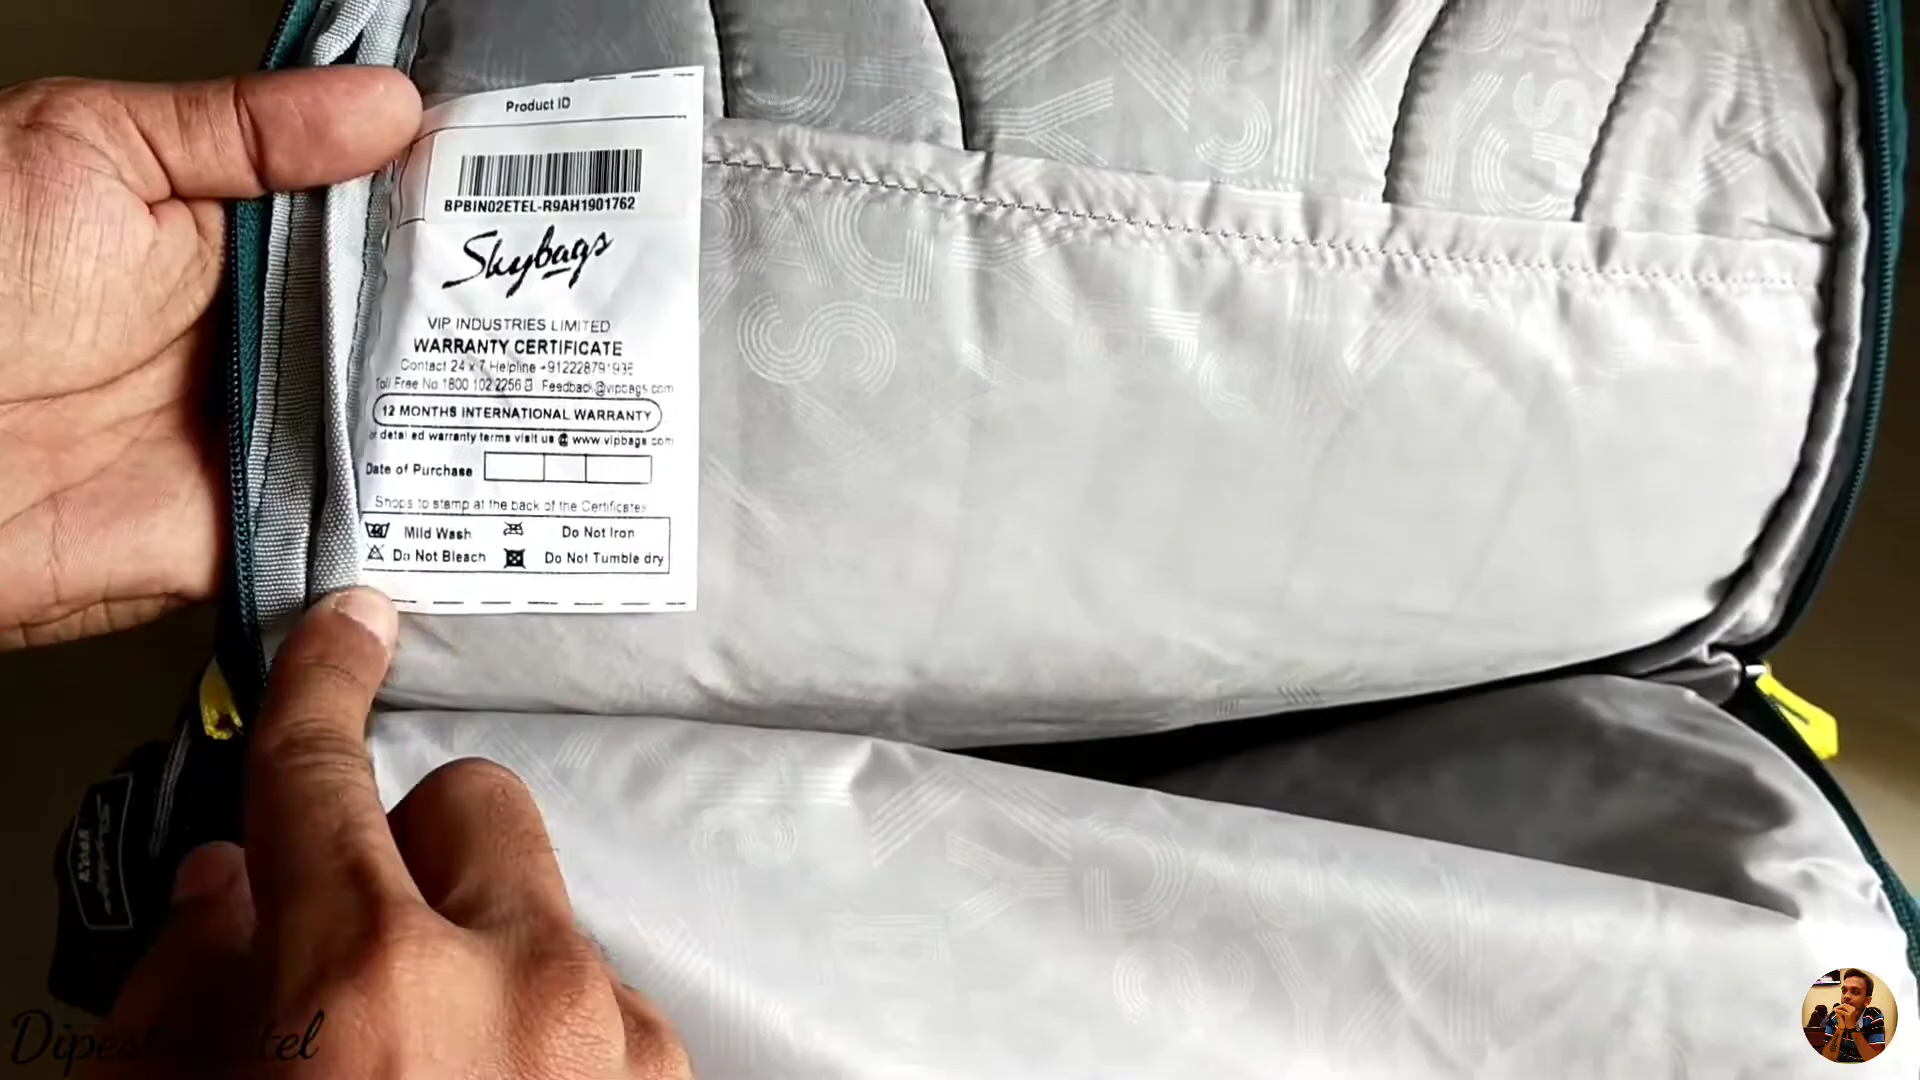 Product ID
BPBIN02ETEL-R9AH1901762
Skybags
VIP INDUSTRIES LIMITED
WARRANTY CERTIFICATE
Contact 24 x 7 Helpline +91222879193
Toll Free No 1800 102 2256 Feedback@vipbags.com
12 MONTHS INTERNATIONAL WARRANTY
detailed warranty terms visit us @ www.vipbags.com
Date of Purchase
Shops to stamp at the back of the Certificates
Mild Wash Do Not Iron
Do Not Bleach Do Not Tumble dry